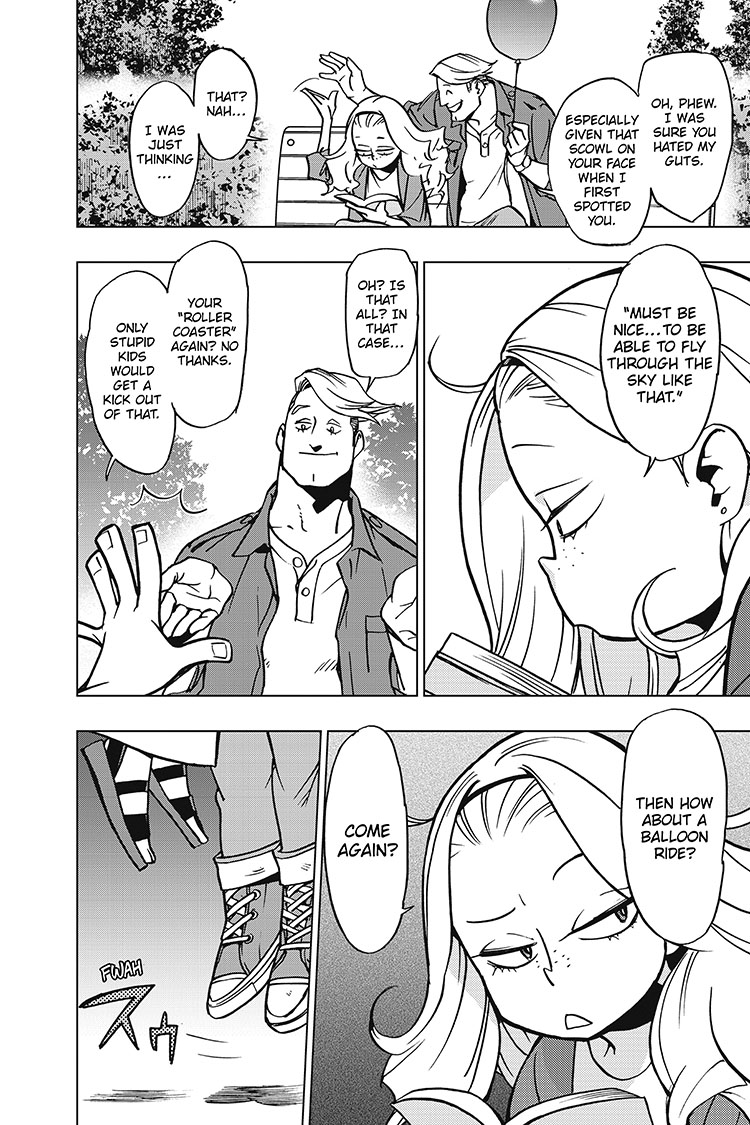 OH, PHEW.
I WAS
SURE YOU
HATED MY
GUTS.
ESPECIALLY
GIVEN THAT
SCOWL ON
YOUR FACE
WHEN I
FIRST
SPOTTED
YOU.
THAT?
NAH...
I WAS
JUST
THINKING
...
"MUST BE
NICE...TO BE
ABLE TO FLY
THROUGH THE
SKY LIKE
THAT."
OH? IS
THAT
ALL? IN
THAT
CASE...
YOUR
"ROLLER
COASTER"
AGAIN? NO
THANKS.
ONLY
STUPID
KIDS
WOULD
GET A
KICK OUT
OF THAT.
THEN HOW
ABOUT A
BALLOON
RIDE?
COME
AGAIN?
FWAH
スゥ